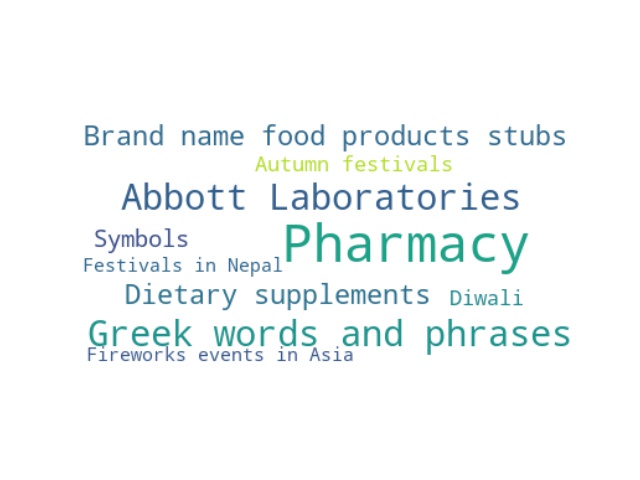 Brand name food products stubs
Autumn festivals
Abbott Laboratories
Symbols
Pharmacy
Festivals in Nepal
Dietary supplements
Diwali
Greek words and phrases
Fireworks events in Asia